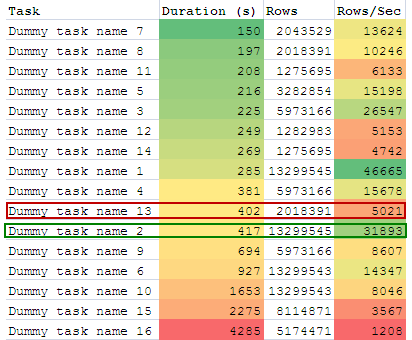 Task Duration (s) Rows Rows/Sec
Dummy task name 7 150 2043529 13624
Dummy task name 8 197 2018391 10246
Dummy task name 11 208 1275695 6133
Dummy task name 5 216 3282854 15198
Dummy task name 3 225 5973166 26547
Dummy task name 12 249 1282983 5153
Dummy task name 14 269 1275695 4742
Dummy task name 1 285 13299545 46665
Dummy task name 4 381 5973166 15678
Dummy task name 13 402 2018391 5021
Dummy task name 2 417 13299545 31893
Dummy task name 9 694 5973166 8607
Dummy task name 6 927 13299543 14347
Dummy task name 10 1653 13299543 8046
Dummy task name 15 2275 8114871 3567
Dummy task name 16 4285 5174471 1208